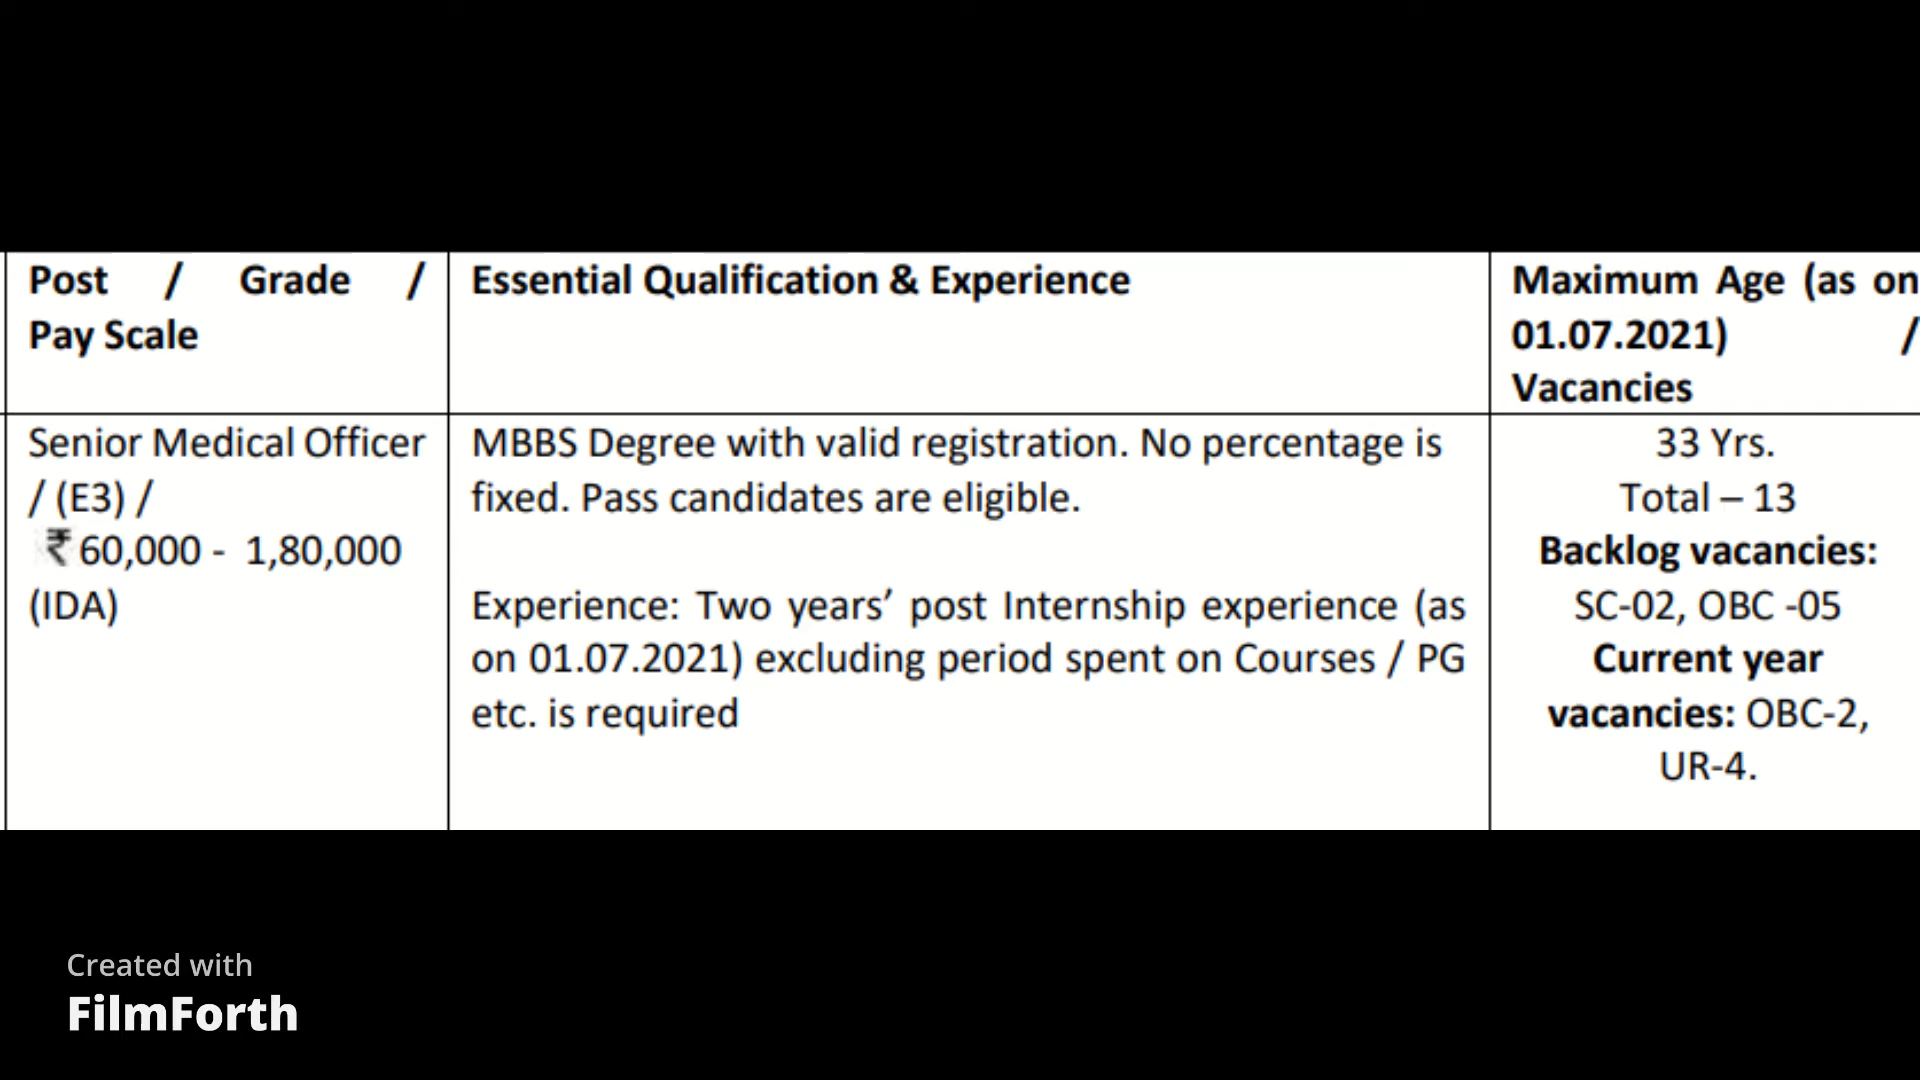 Post / Grade /
Pay Scale
Essential Qualification & Experience
Maximum Age (as on
01.07.2021) /
Vacancies
Senior Medical Officer
/ (E3) /
₹ 60,000 - 1,80,000
(IDA)
MBBS Degree with valid registration. No percentage is
fixed. Pass candidates are eligible.
Experience: Two years’ post Internship experience (as
on 01.07.2021) excluding period spent on Courses / PG
etc. is required
33 Yrs.
Total – 13
Backlog vacancies:
SC-02, OBC -05
Current year
vacancies: OBC-2,
UR-4.
Created with
FilmForth